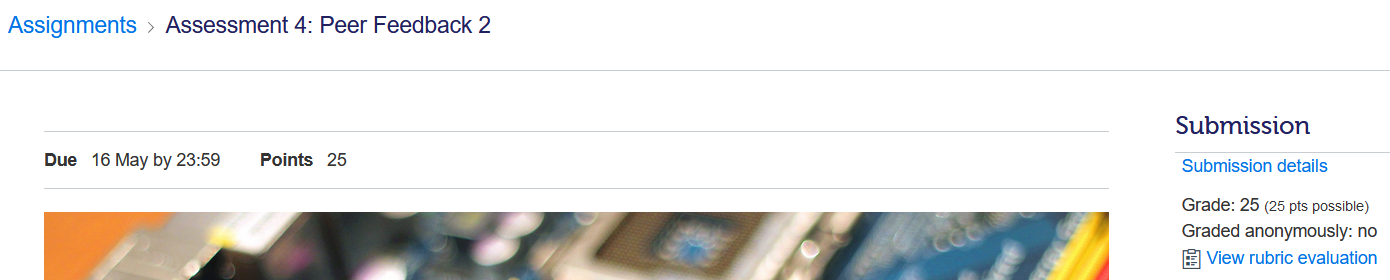 Assignments > Assessment 4: Peer Feedback 2
Due 16 May by 23:59 Points 25
Submission
Submission details
Grade: 25 (25 pts possible)
Graded anonymously: no
View rubric evaluation